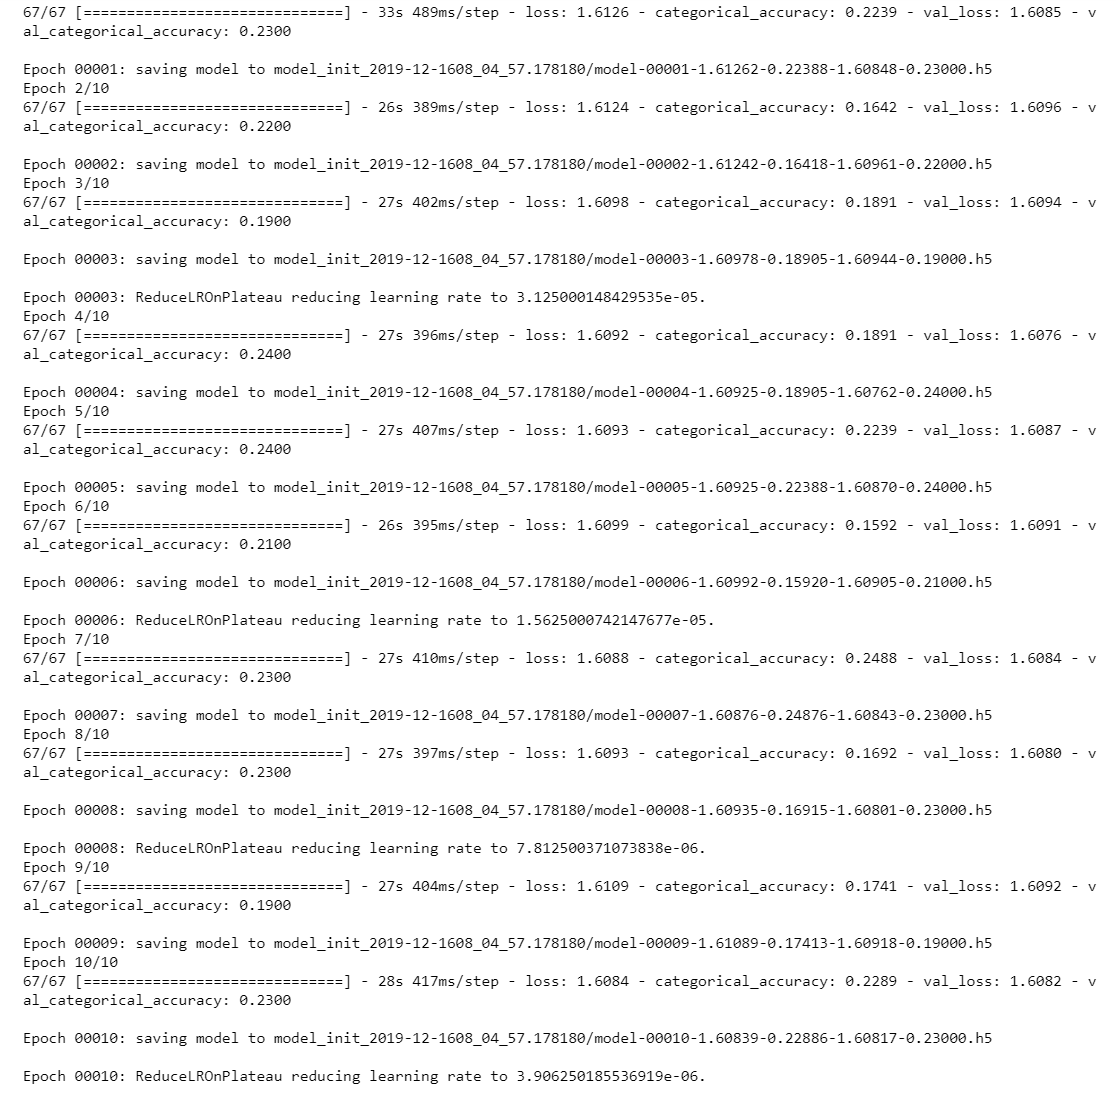 67/67 [==============================] - 33s 489ms/step - loss: 1.6126 - categorical_accuracy: 0.2239 - val_loss: 1.6085 - v
al_categorical_accuracy: 0.2300
Epoch 00001: saving model to model_init_2019-12-1608_04_57.178180/model-00001-1.61262-0.22388-1.60848-0.23000.h5
Epoch 2/10
67/67 [==============================] - 26s 389ms/step - loss: 1.6124 - categorical_accuracy: 0.1642 - val_loss: 1.6096 - v
al_categorical_accuracy: 0.2200
Epoch 00002: saving model to model_init_2019-12-1608_04_57.178180/model-00002-1.61242-0.16418-1.60961-0.22000.h5
Epoch 3/10
67/67 [==============================] - 27s 402ms/step - loss: 1.6098 - categorical_accuracy: 0.1891 - val_loss: 1.6094 - v
al_categorical_accuracy: 0.1900
Epoch 00003: saving model to model_init_2019-12-1608_04_57.178180/model-00003-1.60978-0.18905-1.60944-0.19000.h5
Epoch 00003: ReduceLROnPlateau reducing learning rate to 3.125000148429535e-05.
Epoch 4/10
67/67 [==============================] - 27s 396ms/step - loss: 1.6092 - categorical_accuracy: 0.1891 - val_loss: 1.6076 - v
al_categorical_accuracy: 0.2400
Epoch 00004: saving model to model_init_2019-12-1608_04_57.178180/model-00004-1.60925-0.18905-1.60762-0.24000.h5
Epoch 5/10
67/67 [==============================] - 27s 407ms/step - loss: 1.6093 - categorical_accuracy: 0.2239 - val_loss: 1.6087 - v
al_categorical_accuracy: 0.2400
Epoch 00005: saving model to model_init_2019-12-1608_04_57.178180/model-00005-1.60925-0.22388-1.60870-0.24000.h5
Epoch 6/10
67/67 [==============================] - 26s 395ms/step - loss: 1.6099 - categorical_accuracy: 0.1592 - val_loss: 1.6091 - v
al_categorical_accuracy: 0.2100
Epoch 00006: saving model to model_init_2019-12-1608_04_57.178180/model-00006-1.60992-0.15920-1.60905-0.21000.h5
Epoch 00006: ReduceLROnPlateau reducing learning rate to 1.5625000742147677e-05.
Epoch 7/10
67/67 [==============================] - 27s 410ms/step - loss: 1.6088 - categorical_accuracy: 0.2488 - val_loss: 1.6084 - v
al_categorical_accuracy: 0.2300
Epoch 00007: saving model to model_init_2019-12-1608_04_57.178180/model-00007-1.60876-0.24876-1.60843-0.23000.h5
Epoch 8/10
67/67 [==============================] - 27s 397ms/step - loss: 1.6093 - categorical_accuracy: 0.1692 - val_loss: 1.6080 - v
al_categorical_accuracy: 0.2300
Epoch 00008: saving model to model_init_2019-12-1608_04_57.178180/model-00008-1.60935-0.16915-1.60801-0.23000.h5
Epoch 00008: ReduceLROnPlateau reducing learning rate to 7.812500371073838e-06.
Epoch 9/10
67/67 [==============================] - 27s 404ms/step - loss: 1.6109 - categorical_accuracy: 0.1741 - val_loss: 1.6092 - v
al_categorical_accuracy: 0.1900
Epoch 00009: saving model to model_init_2019-12-1608_04_57.178180/model-00009-1.61089-0.17413-1.60918-0.19000.h5
Epoch 10/10
67/67 [==============================] - 28s 417ms/step - loss: 1.6084 - categorical_accuracy: 0.2289 - val_loss: 1.6082 - v
al_categorical_accuracy: 0.2300
Epoch 00010: saving model to model_init_2019-12-1608_04_57.178180/model-00010-1.60839-0.22886-1.60817-0.23000.h5
Epoch 00010: ReduceLROnPlateau reducing learning rate to 3.906250185536919e-06.